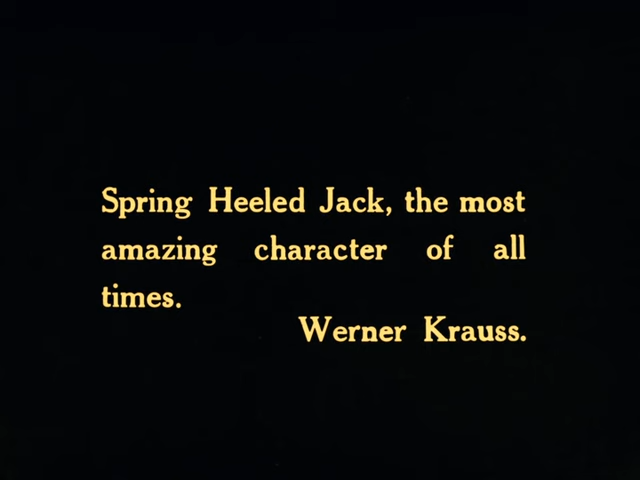 Spring Heeled Jack, the most
amazing character of all
times.
Werner Krauss.